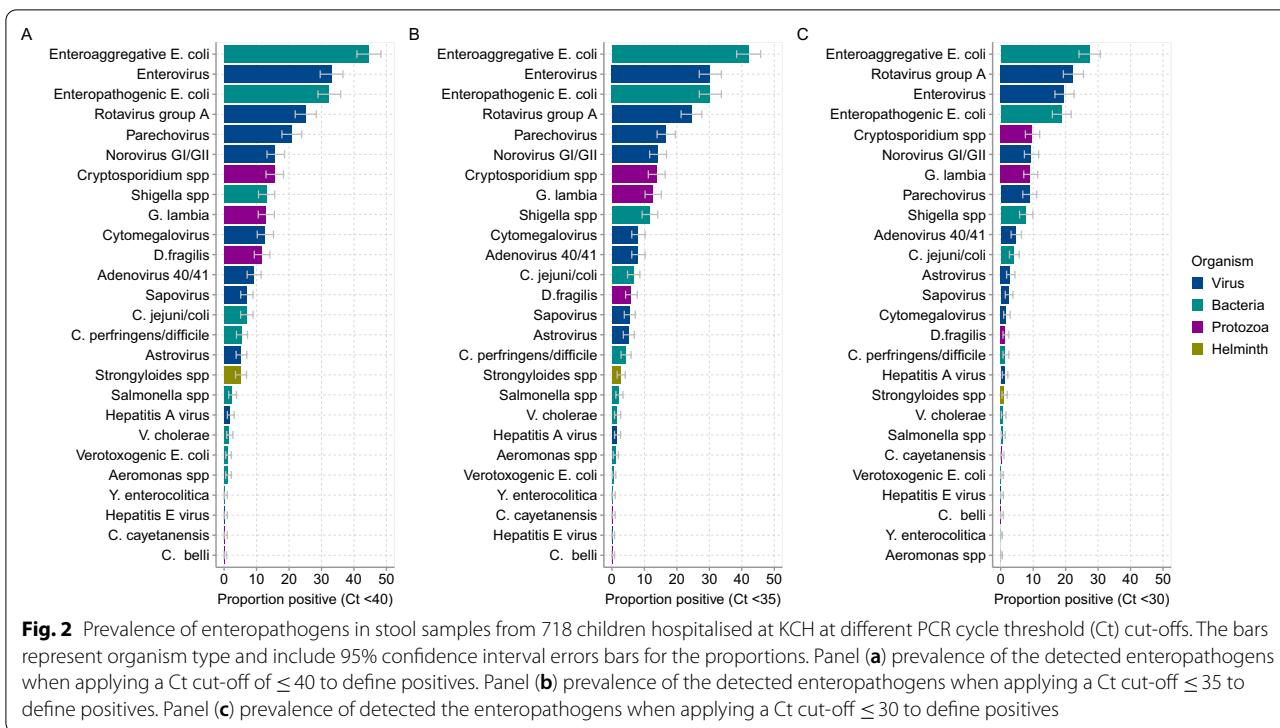 A
Enteroaggregative E. coli
Enterovirus
Enteropathogenic E. coli
Rotavirus group A
Parechovirus
Norovirus GI/GII
Cryptosporidium spp
Shigella spp
G. lambia
Cytomegalovirus
D.fragilis
Adenovirus 40/41
Sapovirus
C. jejuni/coli
C. perfringens/difficile
Astrovirus
Strongyloides spp
Salmonella spp
Hepatitis A virus
V. cholerae
Verotoxogenic E. coli
Aeromonas spp
Y. enterocolitica
Hepatitis E virus
C. cayetanensis
C. belli
0 10 20 30 40 50
Proportion positive (Ct <40)
B
Enteroaggregative E. coli
Enterovirus
Enteropathogenic E. coli
Rotavirus group A
Parechovirus
Norovirus GI/GII
Cryptosporidium spp
G. lambia
Shigella spp
Cytomegalovirus
Adenovirus 40/41
C. jejuni/coli
D.fragilis
Sapovirus
Astrovirus
C. perfringens/difficile
Strongyloides spp
Salmonella spp
V. cholerae
Hepatitis A virus
Aeromonas spp
Verotoxogenic E. coli
Y. enterocolitica
C. cayetanensis
Hepatitis E virus
C. belli
0 10 20 30 40 50
Proportion positive (Ct <35)
C
Enteroaggregative E. coli
Rotavirus group A
Enterovirus
Enteropathogenic E. coli
Cryptosporidium spp
Norovirus GI/GII
G. lambia
Parechovirus
Shigella spp
Adenovirus 40/41
C. jejuni/coli
Astrovirus
Sapovirus
Cytomegalovirus
D.fragilis
C. perfringens/difficile
Hepatitis A virus
Strongyloides spp
V. cholerae
Salmonella spp
C. cayetanensis
Verotoxogenic E. coli
Hepatitis E virus
C. belli
Y. enterocolitica
Aeromonas spp
0 10 20 30 40 50
Proportion positive (Ct <30)
Organism
Virus
Bacteria
Protozoa
Helminth
Fig. 2 Prevalence of enteropathogens in stool samples from 718 children hospitalised at KCH at different PCR cycle threshold (Ct) cut-offs. The bars
represent organism type and include 95% confidence interval errors bars for the proportions. Panel (a) prevalence of the detected enteropathogens
when applying a Ct cut-off of ≤ 40 to define positives. Panel (b) prevalence of the detected enteropathogens when applying a Ct cut-off ≤ 35 to
define positives. Panel (c) prevalence of detected the enteropathogens when applying a Ct cut-off ≤ 30 to define positives